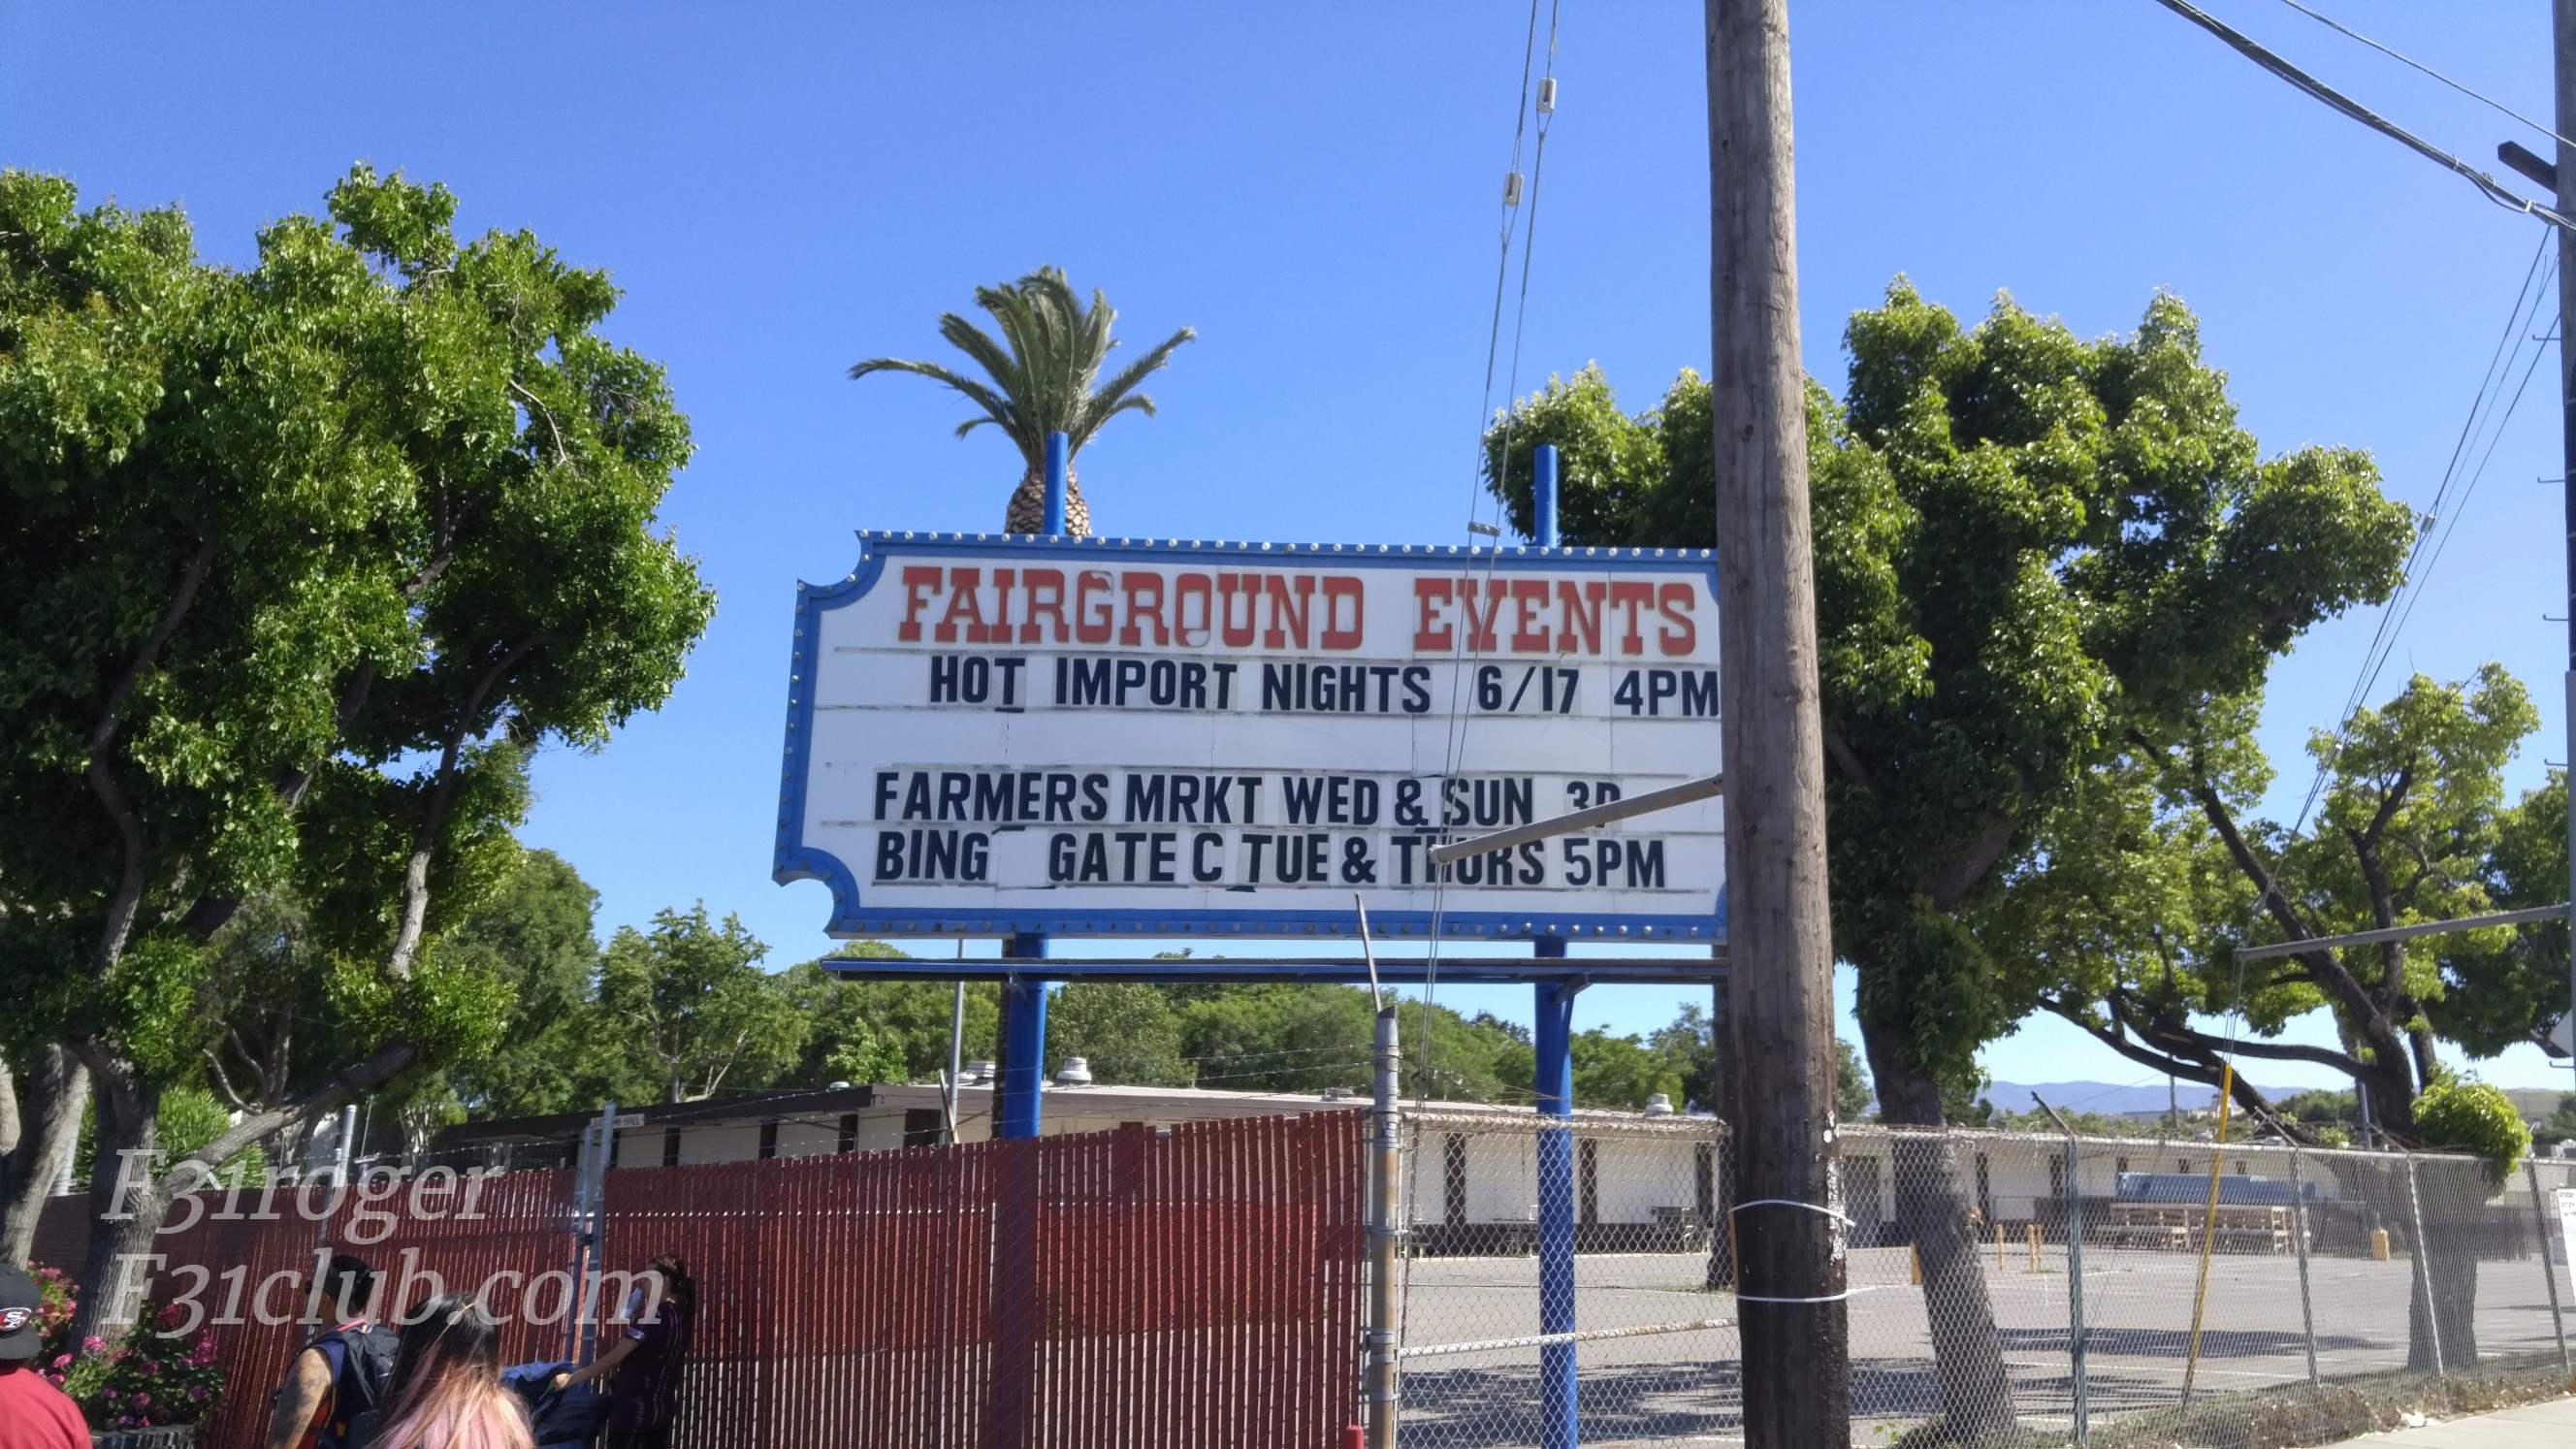 FAIRGROUND EVENTS
HOT IMPORT NIGHTS 6/17 4PM
FARMERS MRKT WED & SUN
BING GATE C TUE & THURS 5PM
F31roger
F31club.com